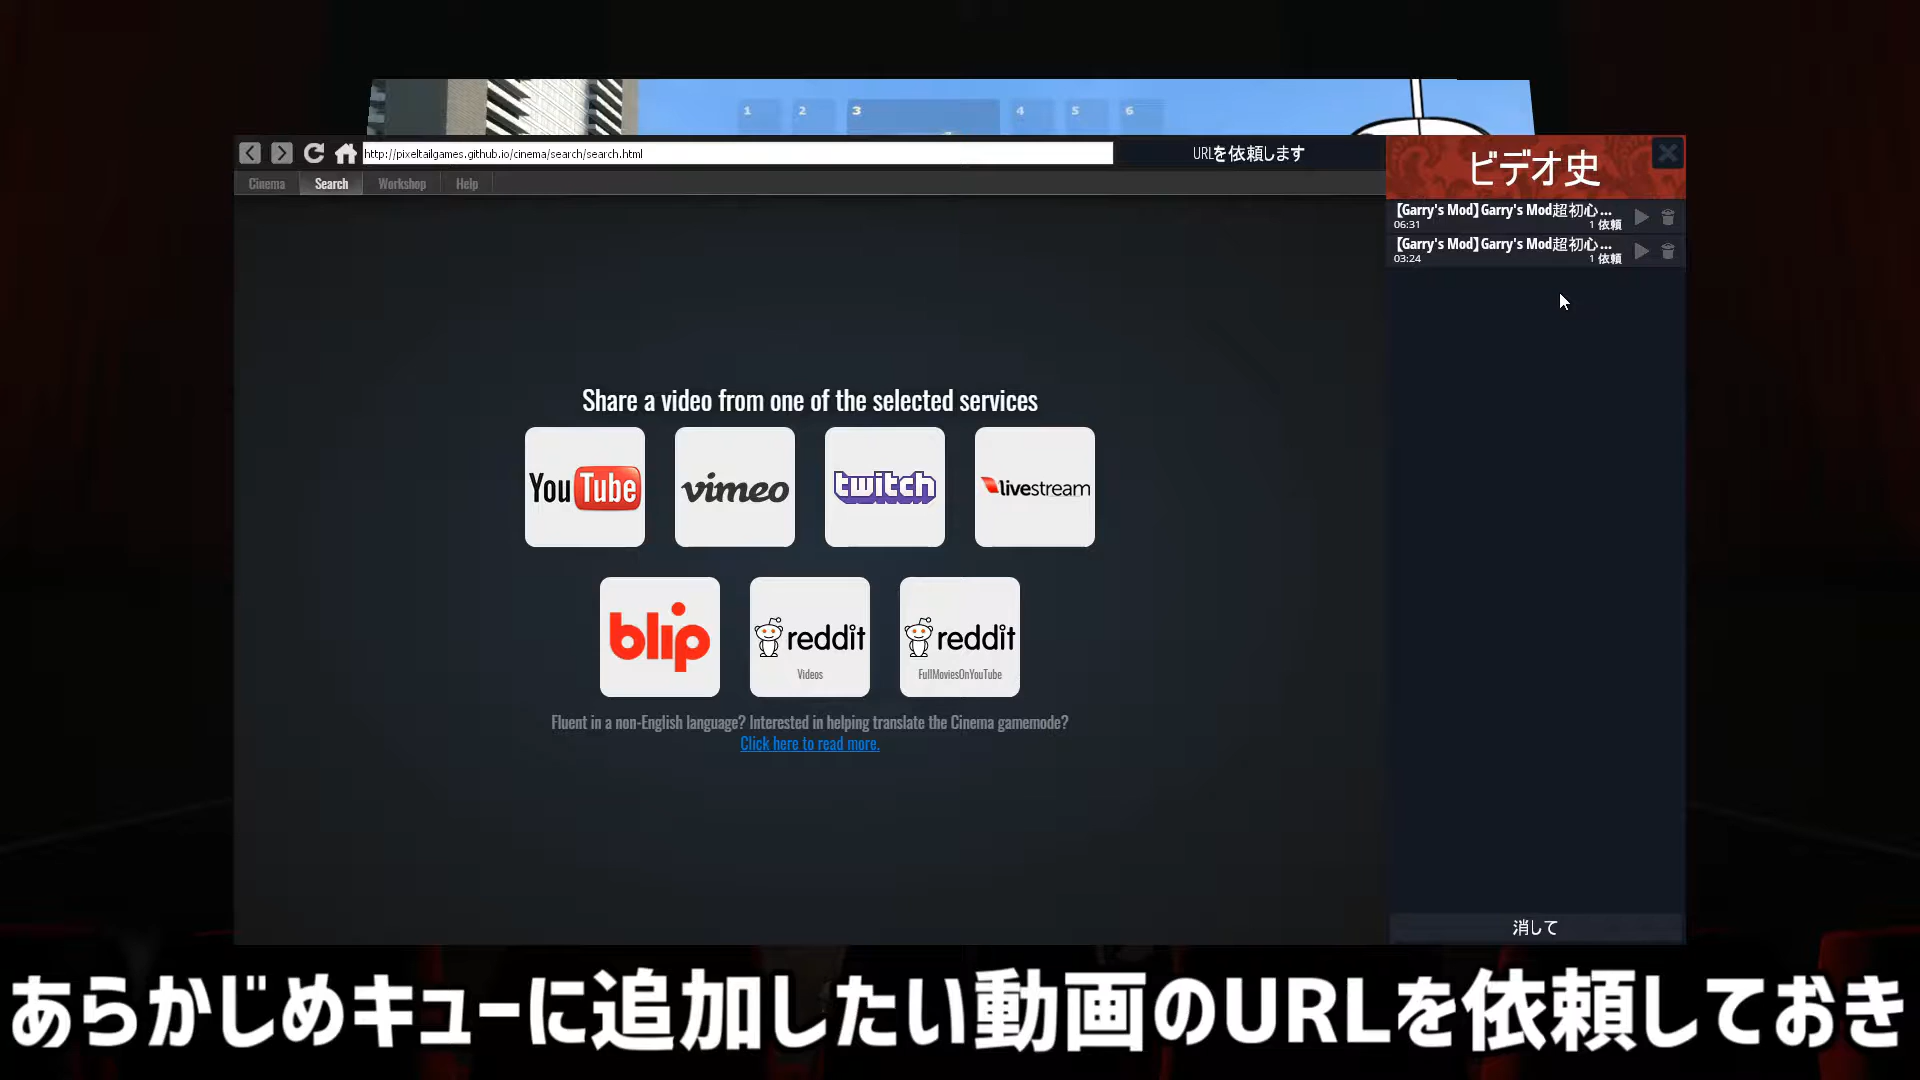 1 2 3 4 5 6
http://pixeltailgames.github.io/cinema/search/search.html
URLを依頼します
ビデオ史
Cinema Search Workshop Help
【Garry's Mod】Garry's Mod超初心...
06:31 1 依頼
【Garry's Mod】Garry's Mod超初心...
03:24 1 依頼
Share a video from one of the selected services
YouTube vimeo twitch livestream
blip reddit reddit
Videos FullMoviesOnYouTube
Fluent in a non-English language? Interested in helping translate the Cinema gamemode?
Click here to read more.
消して
あらかじめキューに追加したい動画のURLを依頼しておき